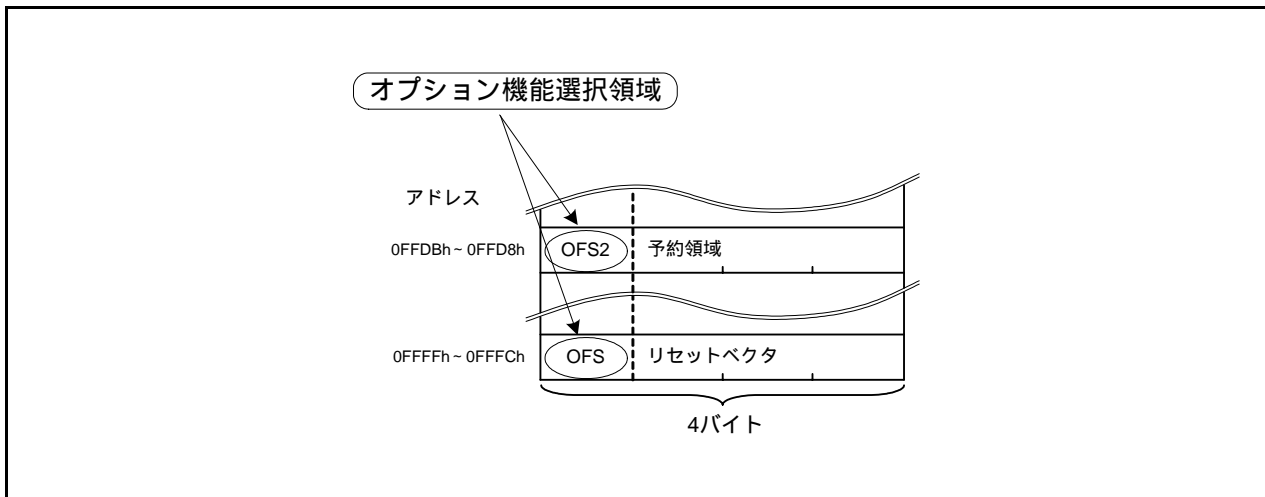 オプション機能選択領域
アドレス
0FFDBh~0FFD8h OFS2 予約領域
0FFFFh~0FFFCh OFS リセットベクタ
4バイト